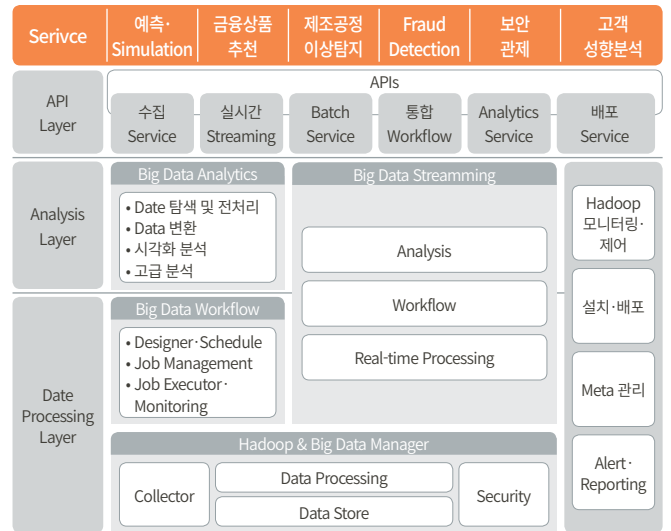 Serivce
예측·
Simulation
금융상품
추천
제조공정
이상탐지
Fraud
Detection
보안
관제
고객
성향분석
API
Layer
APIs
수집
Service
실시간
Streaming
Batch
Service
통합
Workflow
Analytics
Service
배포
Service
Analysis
Layer
Big Data Analytics
• Date 탐색 및 전처리
• Data 변환
• 시각화 분석
• 고급 분석
Big Data Streamming
Analysis
Workflow
Real-time Processing
Hadoop
모니터링·
제어
설치·배포
Meta 관리
Alert·
Reporting
Date
Processing
Layer
Big Data Workflow
• Designer·Schedule
• Job Management
• Job Executor·
Monitoring
Hadoop & Big Data Manager
Collector
Data Processing
Data Store
Security